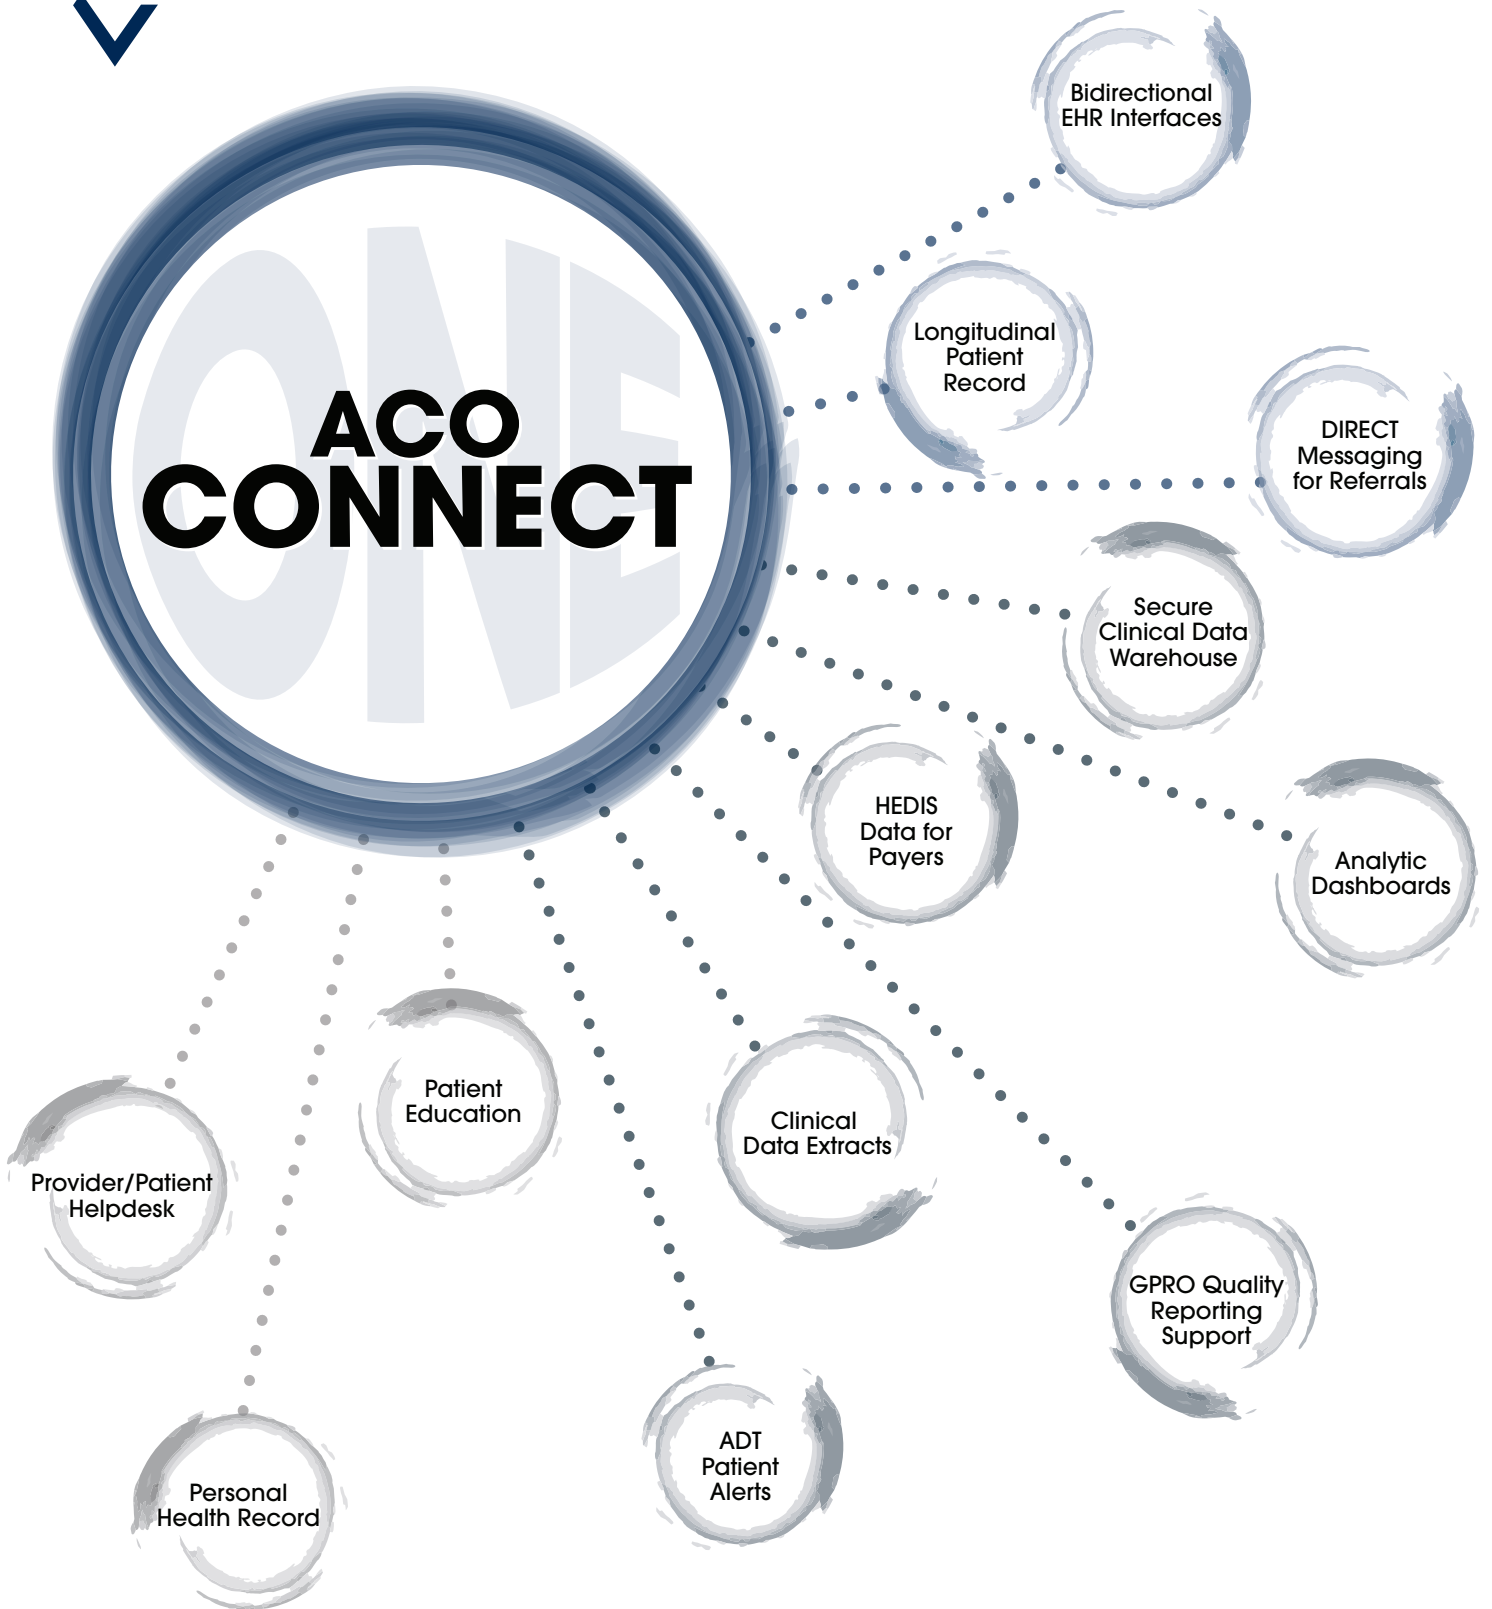 ONE
ACO
CONNECT
Bidirectional
EHR Interfaces
Longitudinal
Patient
Record
DIRECT
Messaging
for Referrals
Secure
Clinical Data
Warehouse
HEDIS
Data for
Payers
Analytic
Dashboards
Patient
Education
Clinical
Data Extracts
Provider/Patient
Helpdesk
GPRO Quality
Reporting
Support
ADT
Patient
Alerts
Personal
Health Record